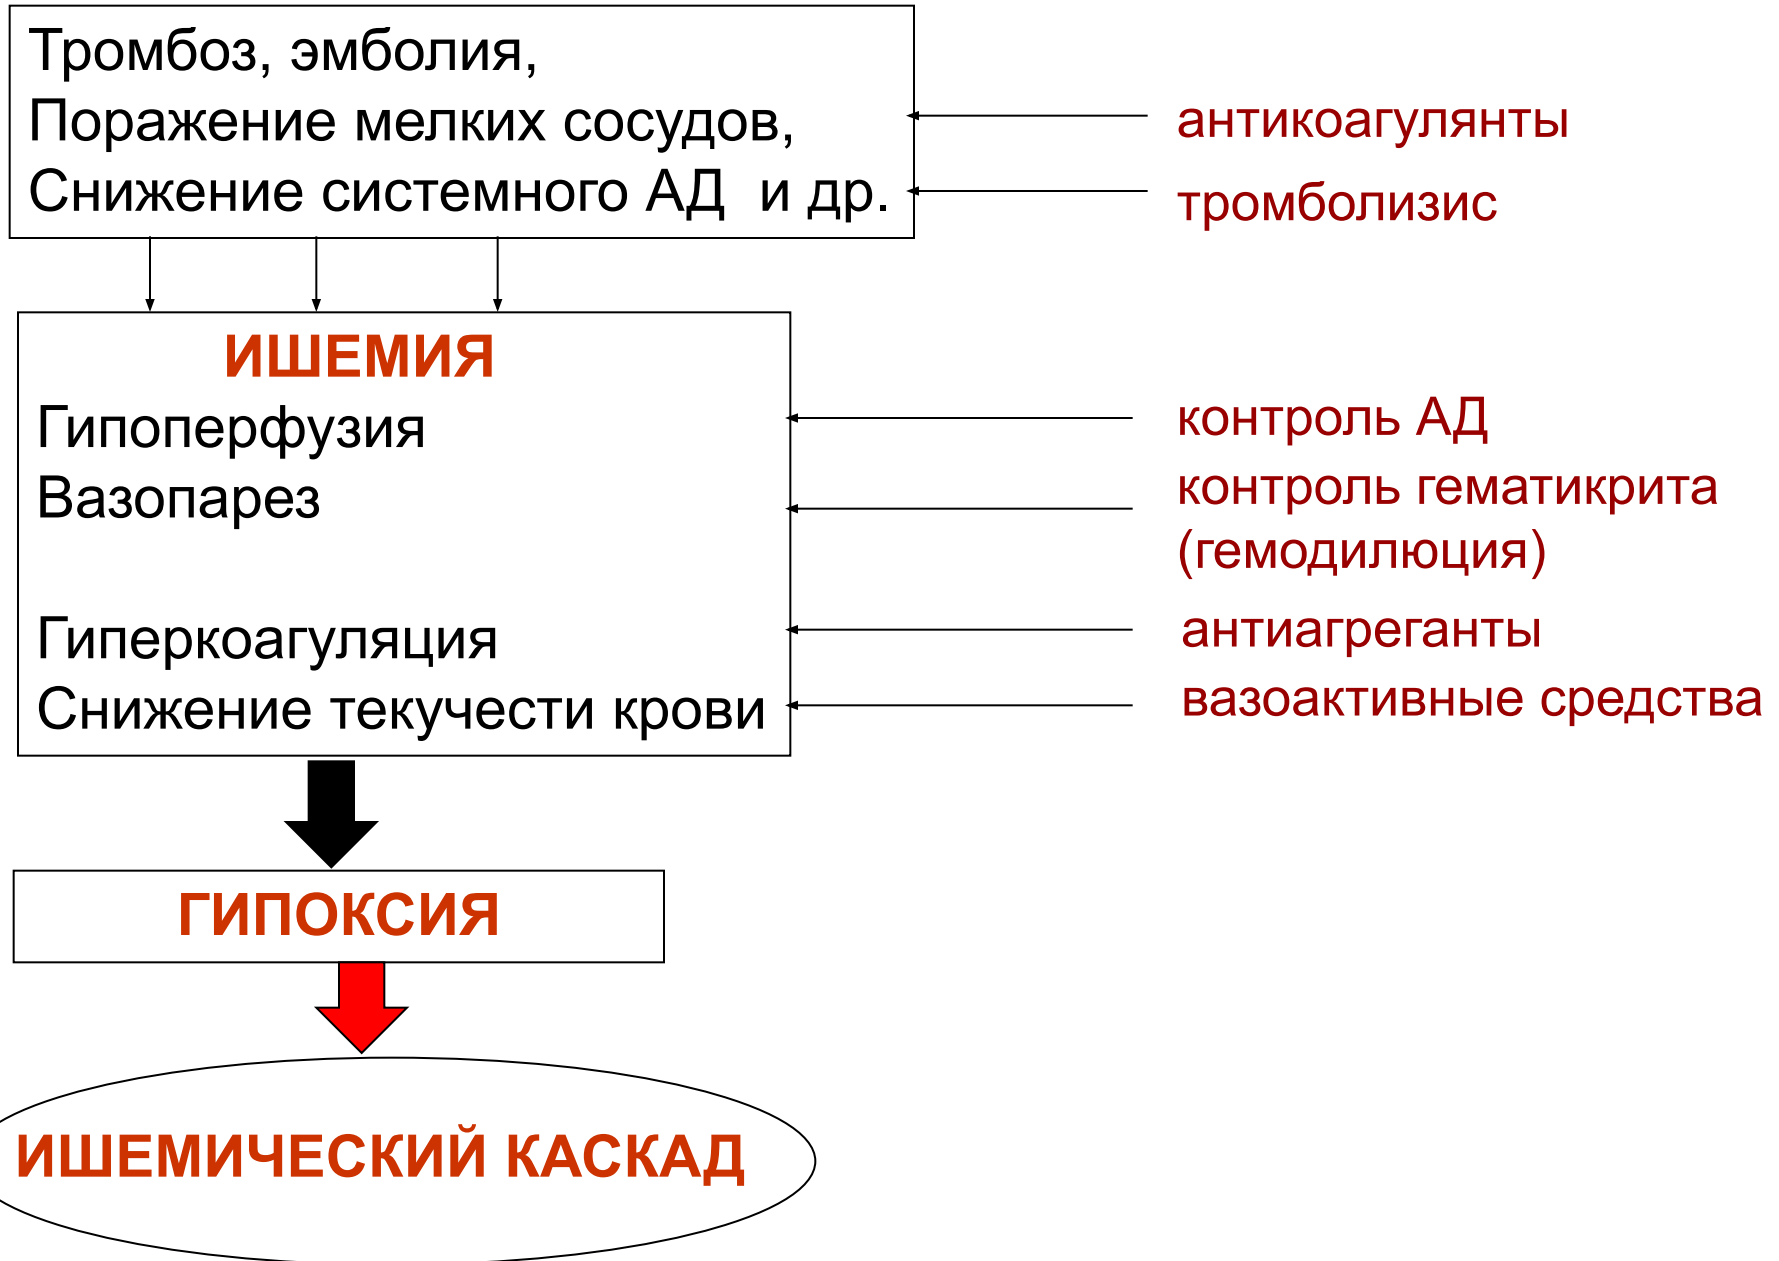 Тромбоз, эмболия,
Поражение мелких сосудов,
Снижение системного АД и др.
антикоагулянты
тромболизис
ИШЕМИЯ
Гипоперфузия
Вазопарез
Гиперкоагуляция
Снижение текучести крови
контроль АД
контроль гематикрита
(гемодилюция)
антиагреганты
вазоактивные средства
ГИПОКСИЯ
ИШЕМИЧЕСКИЙ КАСКАД